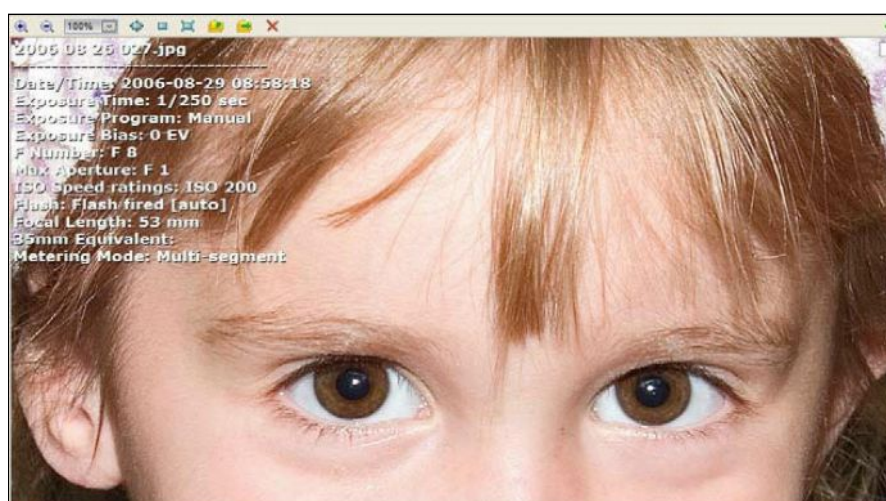 100%
2006 08 26 027.jpg
--------------------------------
Date/Time: 2006-08-29 08:58:18
Exposure Time: 1/250 sec
Exposure Program: Manual
Exposure Bias: 0 EV
F Number: F 8
Max Aperture: F 1
ISO Speed ratings: ISO 200
Flash: Flash fired [auto]
Focal Length: 53 mm
35mm Equivalent:
Metering Mode: Multi-segment